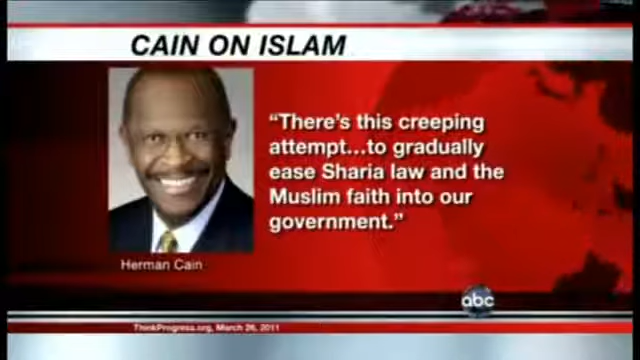 CAIN ON ISLAM
“There’s this creeping
attempt...to gradually
ease Sharia law and the
Muslim faith into our
government.”
Herman Cain
abc
ThinkProgress.org, March 26, 2011